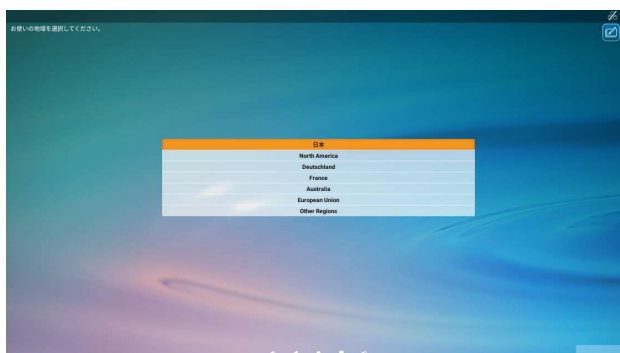 お使いの地域を選択してください。
日本
North America
Deutschland
France
Australia
European Union
Other Regions